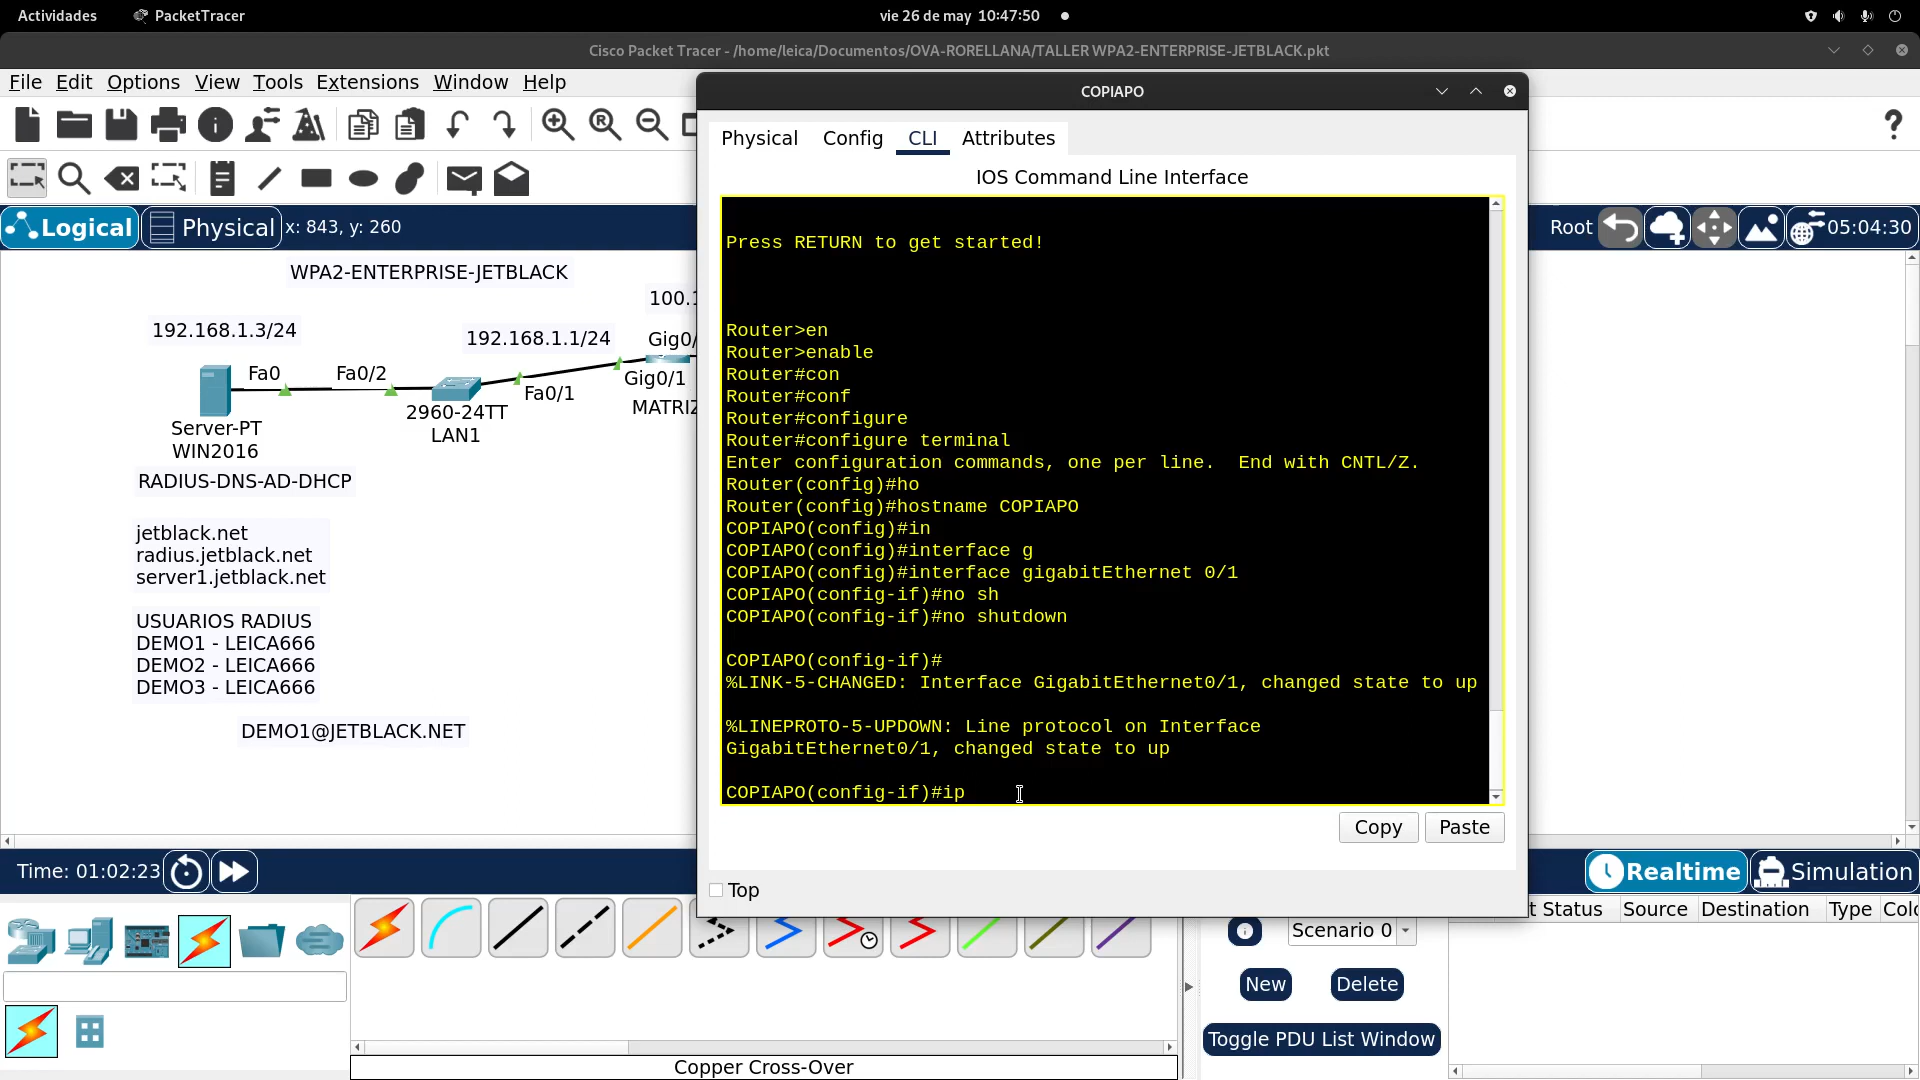 Actividades
PacketTracer
vie 26 de may 10:47:50
Cisco Packet Tracer - /home/leica/Documentos/OVA-RORELLANA/TALLER WPA2-ENTERPRISE-JETBLACK.pkt
File Edit Options View Tools Extensions Window Help
Logical
Physical
x: 843, y: 260
Root
05:04:30
WPA2-ENTERPRISE-JETBLACK
100.1
192.168.1.3/24
192.168.1.1/24
Gig0/
Fa0
Fa0/2
Gig0/1
Fa0/1
MATRIZ
2960-24TT
LAN1
Server-PT
WIN2016
RADIUS-DNS-AD-DHCP
jetblack.net
radius.jetblack.net
server1.jetblack.net
USUARIOS RADIUS
DEMO1 - LEICA666
DEMO2 - LEICA666
DEMO3 - LEICA666
DEMO1@JETBLACK.NET
COPIAPO
Physical Config CLI Attributes
IOS Command Line Interface
Press RETURN to get started!
Router>en
Router>enable
Router#con
Router#conf
Router#configure
Router#configure terminal
Enter configuration commands, one per line.  End with CNTL/Z.
Router(config)#ho
Router(config)#hostname COPIAPO
COPIAPO(config)#in
COPIAPO(config)#interface g
COPIAPO(config)#interface gigabitEthernet 0/1
COPIAPO(config-if)#no sh
COPIAPO(config-if)#no shutdown
COPIAPO(config-if)#
%LINK-5-CHANGED: Interface GigabitEthernet0/1, changed state to up
%LINEPROTO-5-UPDOWN: Line protocol on Interface
GigabitEthernet0/1, changed state to up
COPIAPO(config-if)#ip
Copy
Paste
Top
Time: 01:02:23
Realtime
Simulation
Scenario 0
New
Delete
Toggle PDU List Window
t Status Source Destination Type Colo
Copper Cross-Over